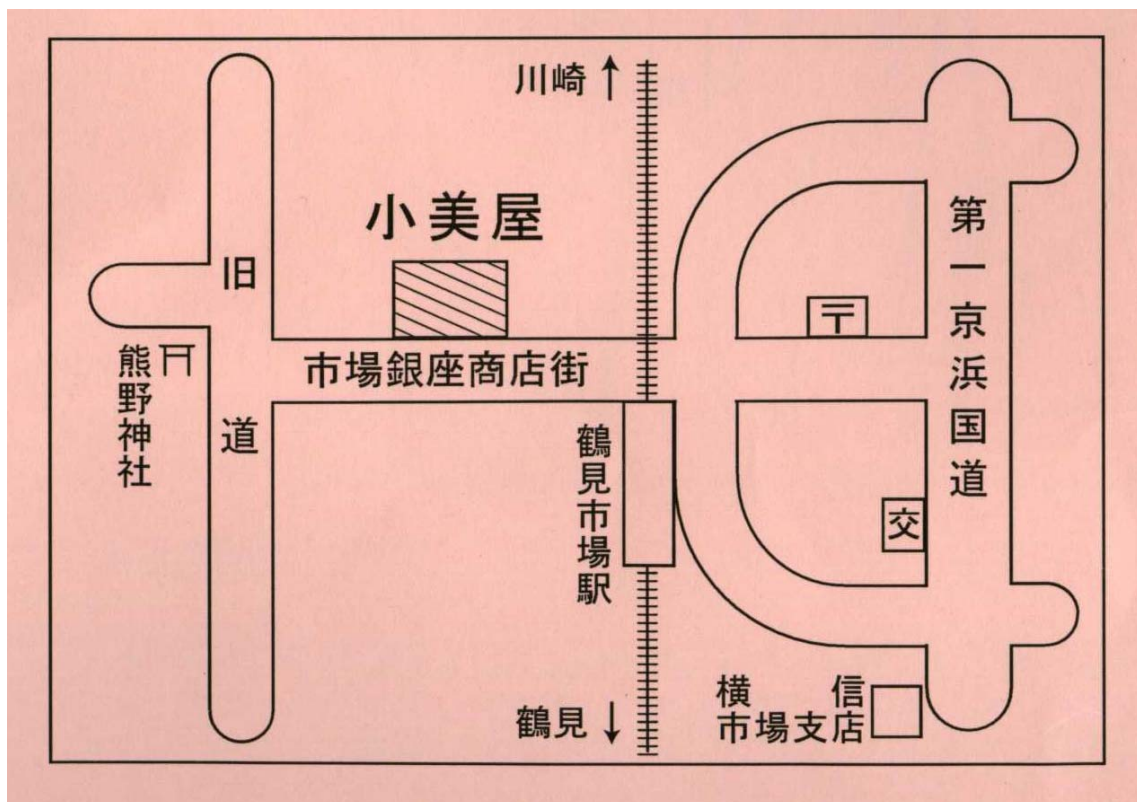 川崎
小美屋
旧道
熊野神社
市場銀座商店街
鶴見市場駅
鶴見
〒
第一京浜国道
交
横信
市場支店